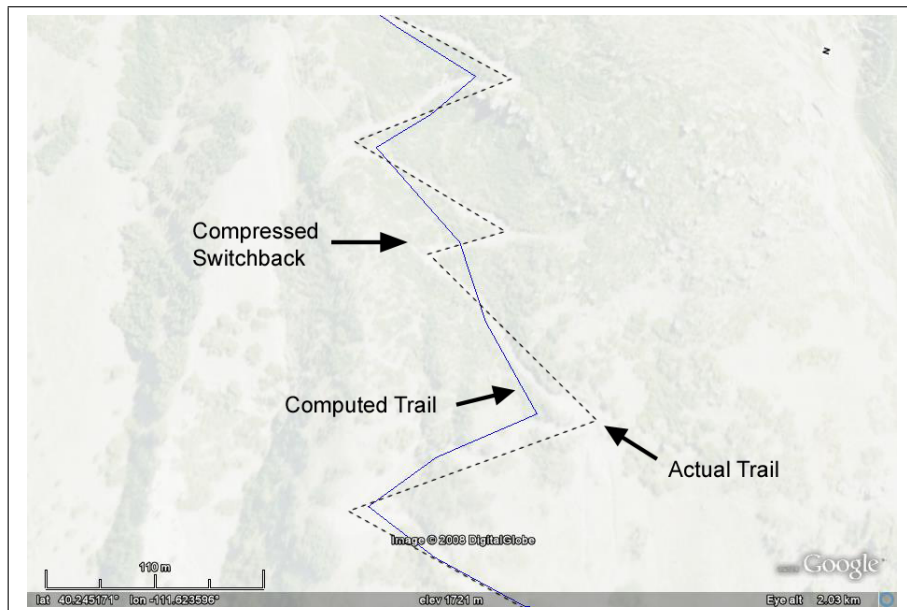 N
Compressed
Switchback
Computed Trail
Actual Trail
Image © 2008 DigitalGlobe
Google
110 m
lat 40.245171° lon -111.623596° elev 1721 m Eye alt 2.03 km